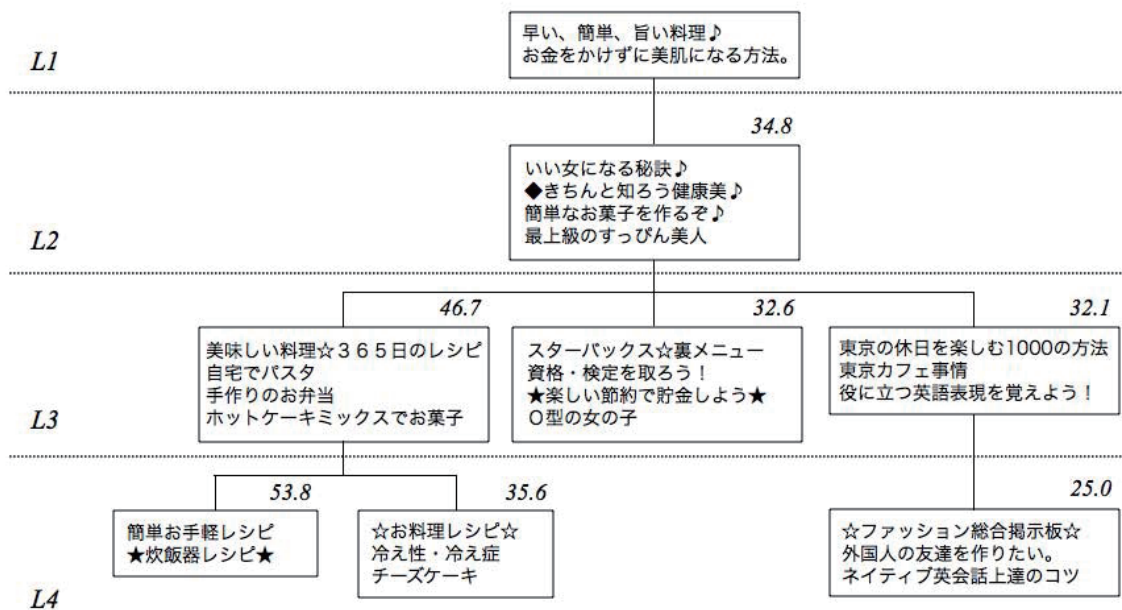 L1
早い、簡単、旨い料理♪
お金をかけずに美肌になる方法。
L2
34.8
いい女になる秘訣♪
◆きちんと知ろう健康美♪
簡単なお菓子を作るぞ♪
最上級のすっぴん美人
L3
46.7
美味しい料理☆３６５日のレシピ
自宅でパスタ
手作りのお弁当
ホットケーキミックスでお菓子
32.6
スターバックス☆裏メニュー
資格・検定を取ろう！
★楽しい節約で貯金しよう★
Ｏ型の女の子
32.1
東京の休日を楽しむ1000の方法
東京カフェ事情
役に立つ英語表現を覚えよう！
L4
53.8
簡単お手軽レシピ
★炊飯器レシピ★
35.6
☆お料理レシピ☆
冷え性・冷え症
チーズケーキ
25.0
☆ファッション総合掲示板☆
外国人の友達を作りたい。
ネイティブ英会話上達のコツ